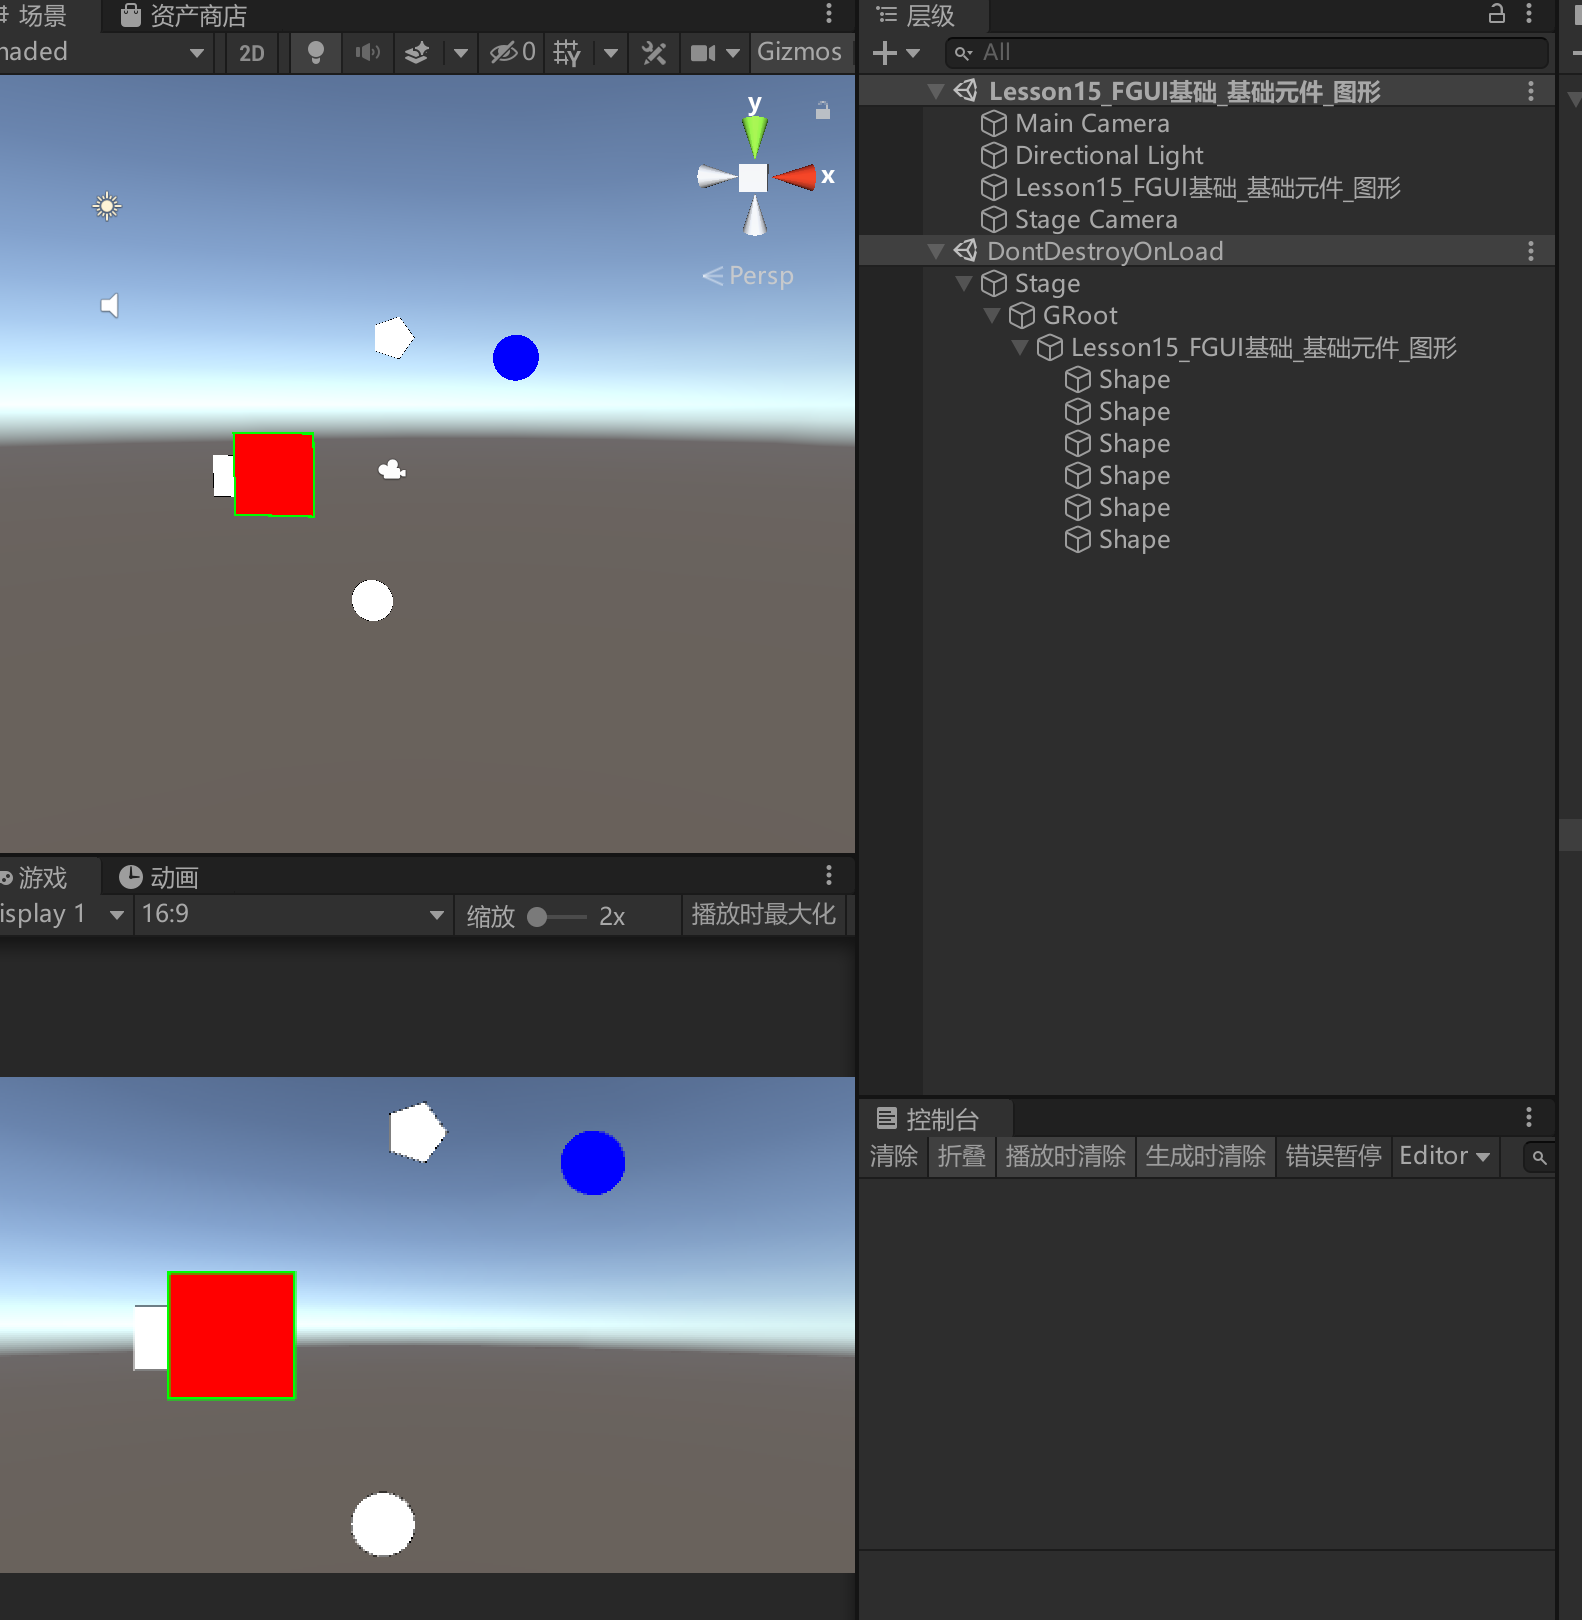 场景
资产商店
haded
2D
0
Gizmos
y
x
Persp
游戏
动画
isplay 1
16:9
缩放
2x
播放时最大化
层级
All
Lesson15_FGUI基础_基础元件_图形
Main Camera
Directional Light
Lesson15_FGUI基础_基础元件_图形
Stage Camera
DontDestroyOnLoad
Stage
GRoot
Lesson15_FGUI基础_基础元件_图形
Shape
Shape
Shape
Shape
Shape
Shape
控制台
清除
折叠
播放时清除
生成时清除
错误暂停
Editor